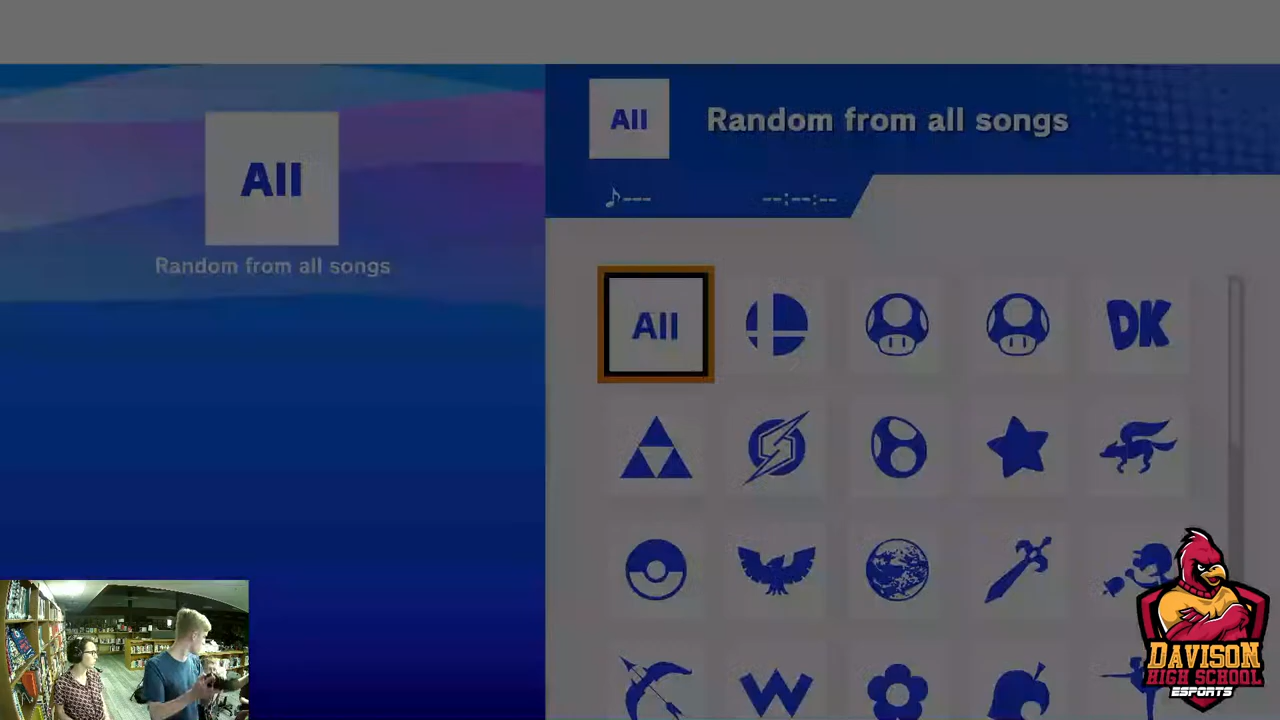 All
Random from all songs
All
Random from all songs
♪--- --:--:--
All
DK
DAVISON
HIGH SCHOOL
ESPORTS